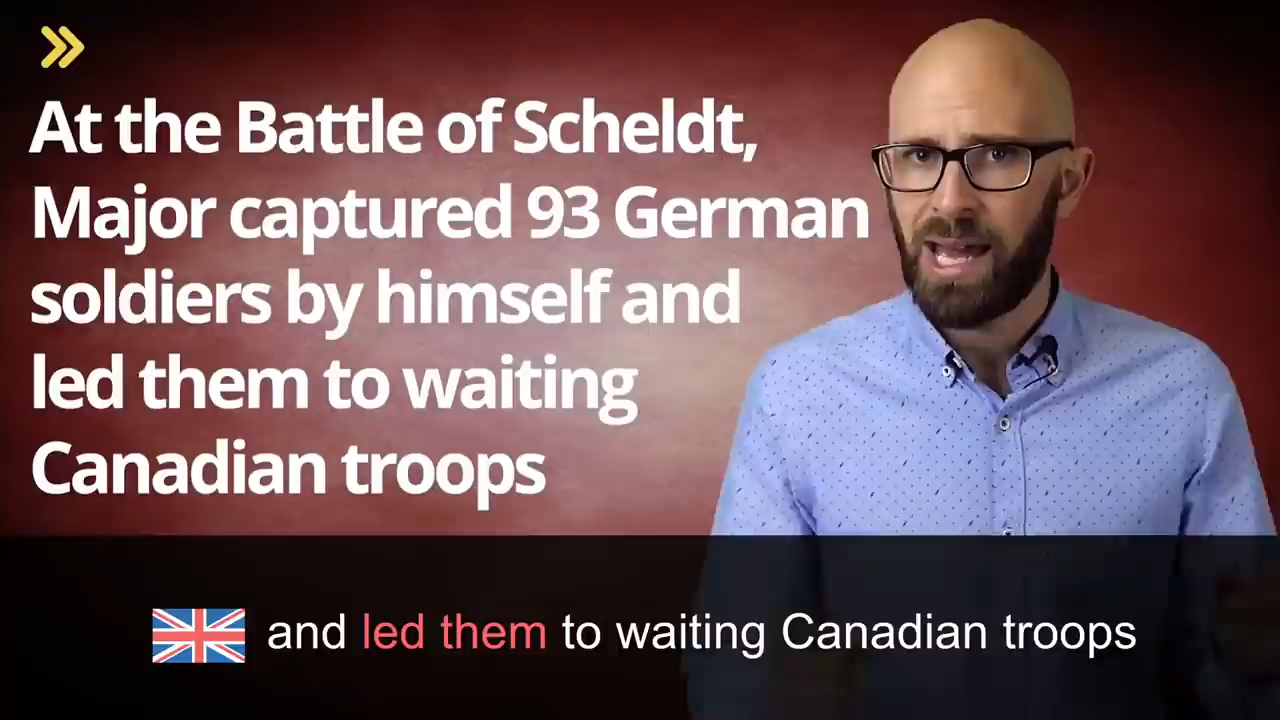 At the Battle of Scheldt,
Major captured 93 German
soldiers by himself and
led them to waiting
Canadian troops
and led them to waiting Canadian troops